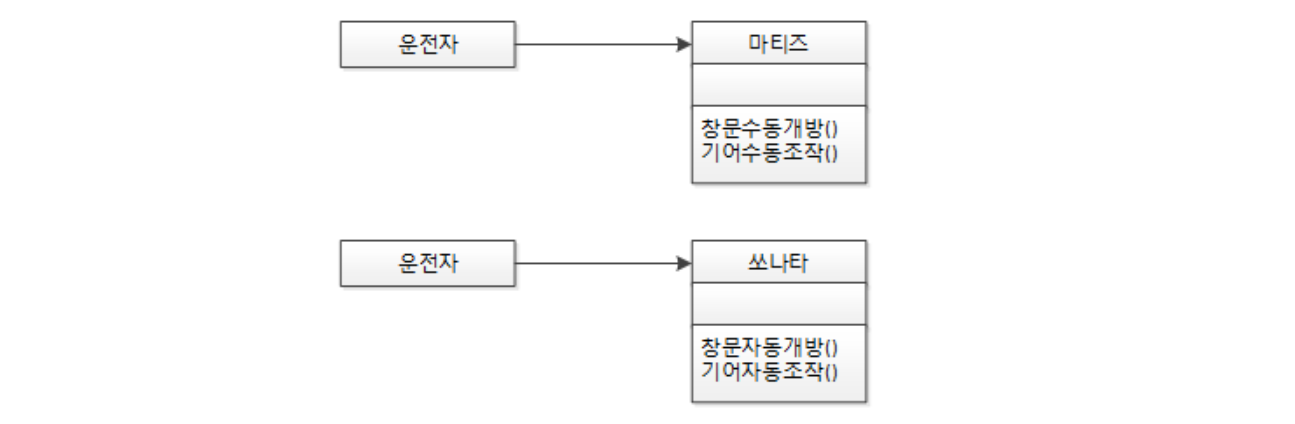 운전자
마티즈
창문수동개방()
기어수동조작()
운전자
쏘나타
창문자동개방()
기어자동조작()